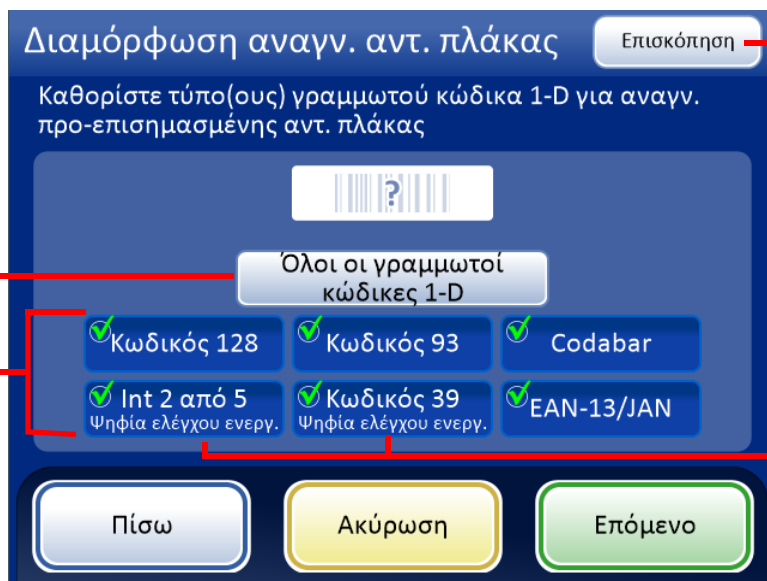 Διαμόρφωση αναγν. αντ. πλάκας
Επισκόπηση
Καθορίστε τύπο(ους) γραμμωτού κώδικα 1-D για αναγν.
προ-επισημασμένης αντ. πλάκας
?
Όλοι οι γραμμωτοί
κώδικες 1-D
Κωδικός 128
Κωδικός 93
Codabar
Int 2 από 5
Ψηφία ελέγχου ενεργ.
Κωδικός 39
Ψηφία ελέγχου ενεργ.
EAN-13/JAN
Πίσω
Ακύρωση
Επόμενο